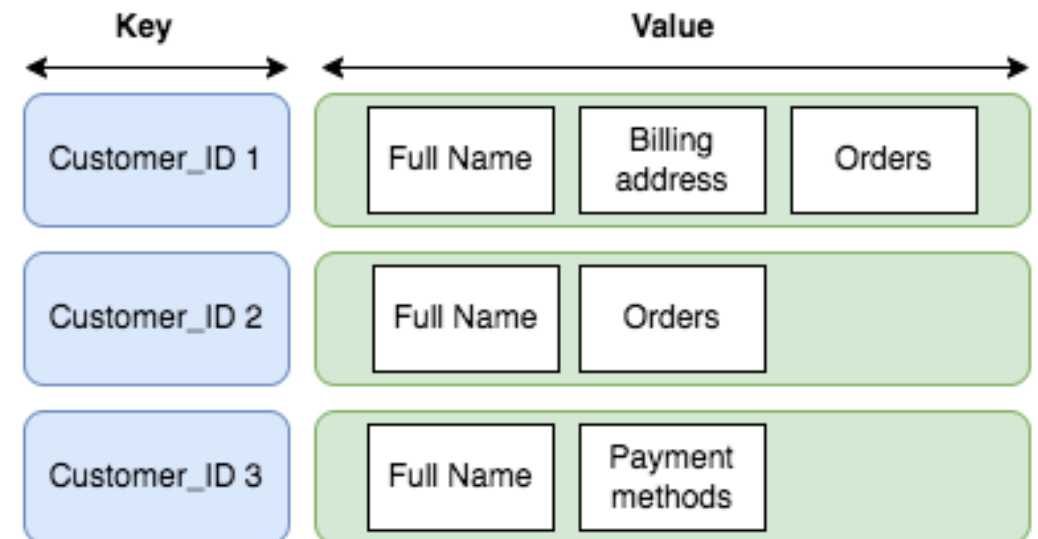 Key
Value
Customer_ID 1
Full Name
Billing
address
Orders
Customer_ID 2
Full Name
Orders
Customer_ID 3
Full Name
Payment
methods